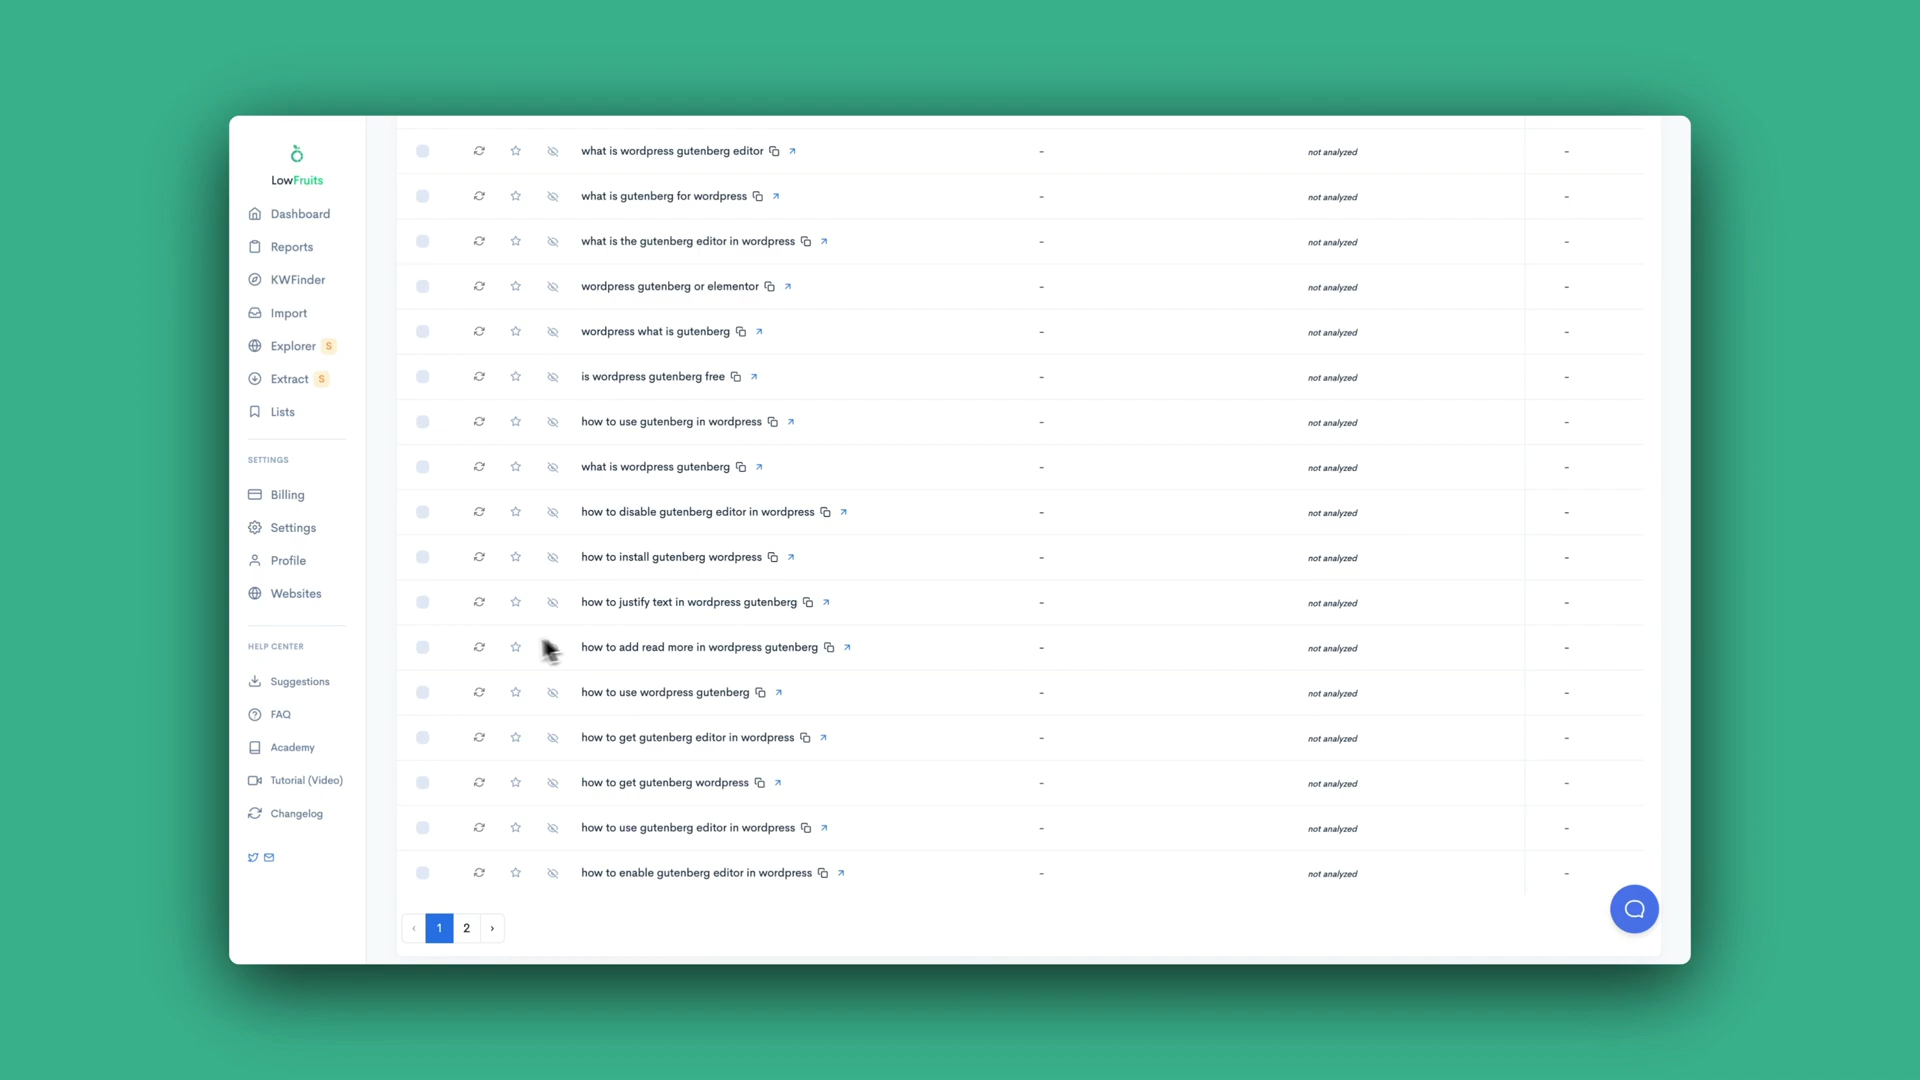 LowFruits
Dashboard
Reports
KWFinder
Import
Explorer S
Extract S
Lists
SETTINGS
Billing
Settings
Profile
Websites
HELP CENTER
Suggestions
FAQ
Academy
Tutorial (Video)
Changelog
what is wordpress gutenberg editor - not analyzed -
what is gutenberg for wordpress - not analyzed -
what is the gutenberg editor in wordpress - not analyzed -
wordpress gutenberg or elementor - not analyzed -
wordpress what is gutenberg - not analyzed -
is wordpress gutenberg free - not analyzed -
how to use gutenberg in wordpress - not analyzed -
what is wordpress gutenberg - not analyzed -
how to disable gutenberg editor in wordpress - not analyzed -
how to install gutenberg wordpress - not analyzed -
how to justify text in wordpress gutenberg - not analyzed -
how to add read more in wordpress gutenberg - not analyzed -
how to use wordpress gutenberg - not analyzed -
how to get gutenberg editor in wordpress - not analyzed -
how to get gutenberg wordpress - not analyzed -
how to use gutenberg editor in wordpress - not analyzed -
how to enable gutenberg editor in wordpress - not analyzed -
‹ 1 2 ›